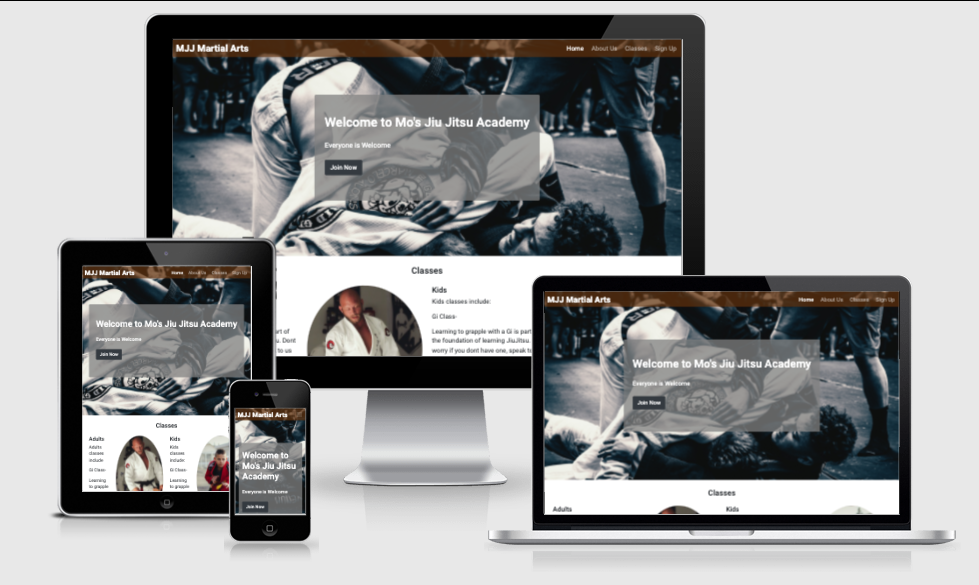 MJJ Martial Arts
Home About Us Classes Sign Up
Welcome to Mo's Jiu Jitsu Academy
Everyone is Welcome
Join Now
Classes
Kids
Kids classes include:
Gi Class-
art of Learning to grapple with a Gi is part
u. Dont the foundation of learning JiuJitsu.
to us worry if you dont have one, speak to
MJJ Martial Arts
Home About Us Classes Sign Up
Welcome to Mo's Jiu Jitsu Academy
Everyone is Welcome
Join Now
Classes
Adults Kids
Adults Kids
classes classes
include include
Gi Class- Gi Class-
Learning Learning
to grapple to grapple
MJJ Martial Arts
Welcome to
Mo's Jiu Jitsu
Academy
Everyone is Welcome
Join Now
MJJ Martial Arts
Home About Us Classes Sign Up
Welcome to Mo's Jiu Jitsu Academy
Everyone is Welcome
Join Now
Classes
Adults Kids